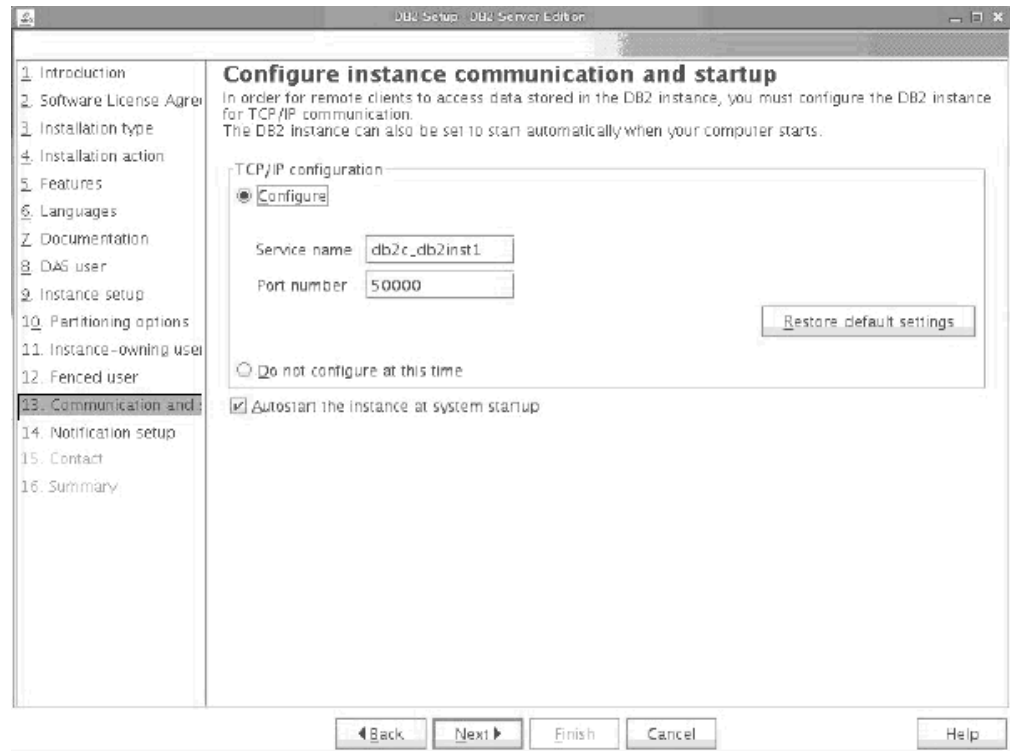 DB2 Setup - DB2 Server Edition
1. Introduction
2. Software License Agre
3. Installation type
4. Installation action
5. Features
6. Languages
7. Documentation
8. DAS user
9. Instance setup
10. Partitioning options
11. Instance-owning user
12. Fenced user
13. Communication and
14. Notification setup
15. Contact
16. Summary
Configure instance communication and startup
In order for remote clients to access data stored in the DB2 instance, you must configure the DB2 instance
for TCP/IP communication.
The DB2 instance can also be set to start automatically when your computer starts.
TCP/IP configuration
Configure
Service name db2c_db2inst1
Port number 50000
Restore default settings
Do not configure at this time
Autostart the instance at system startup
Back Next Finish Cancel Help